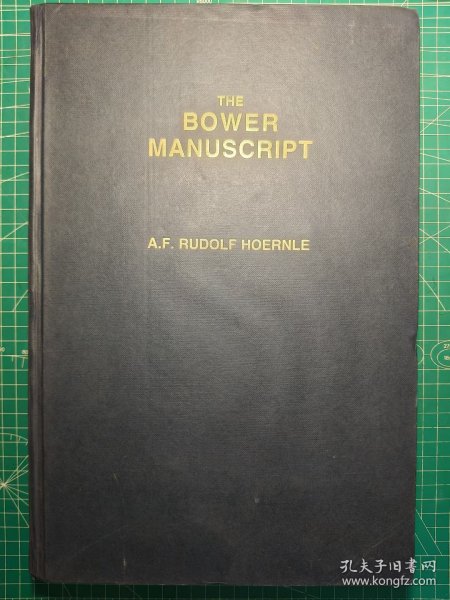 THE
BOWER
MANUSCRIPT
A.F. RUDOLF HOERNLE
孔夫子旧书网
www.kongfz.com